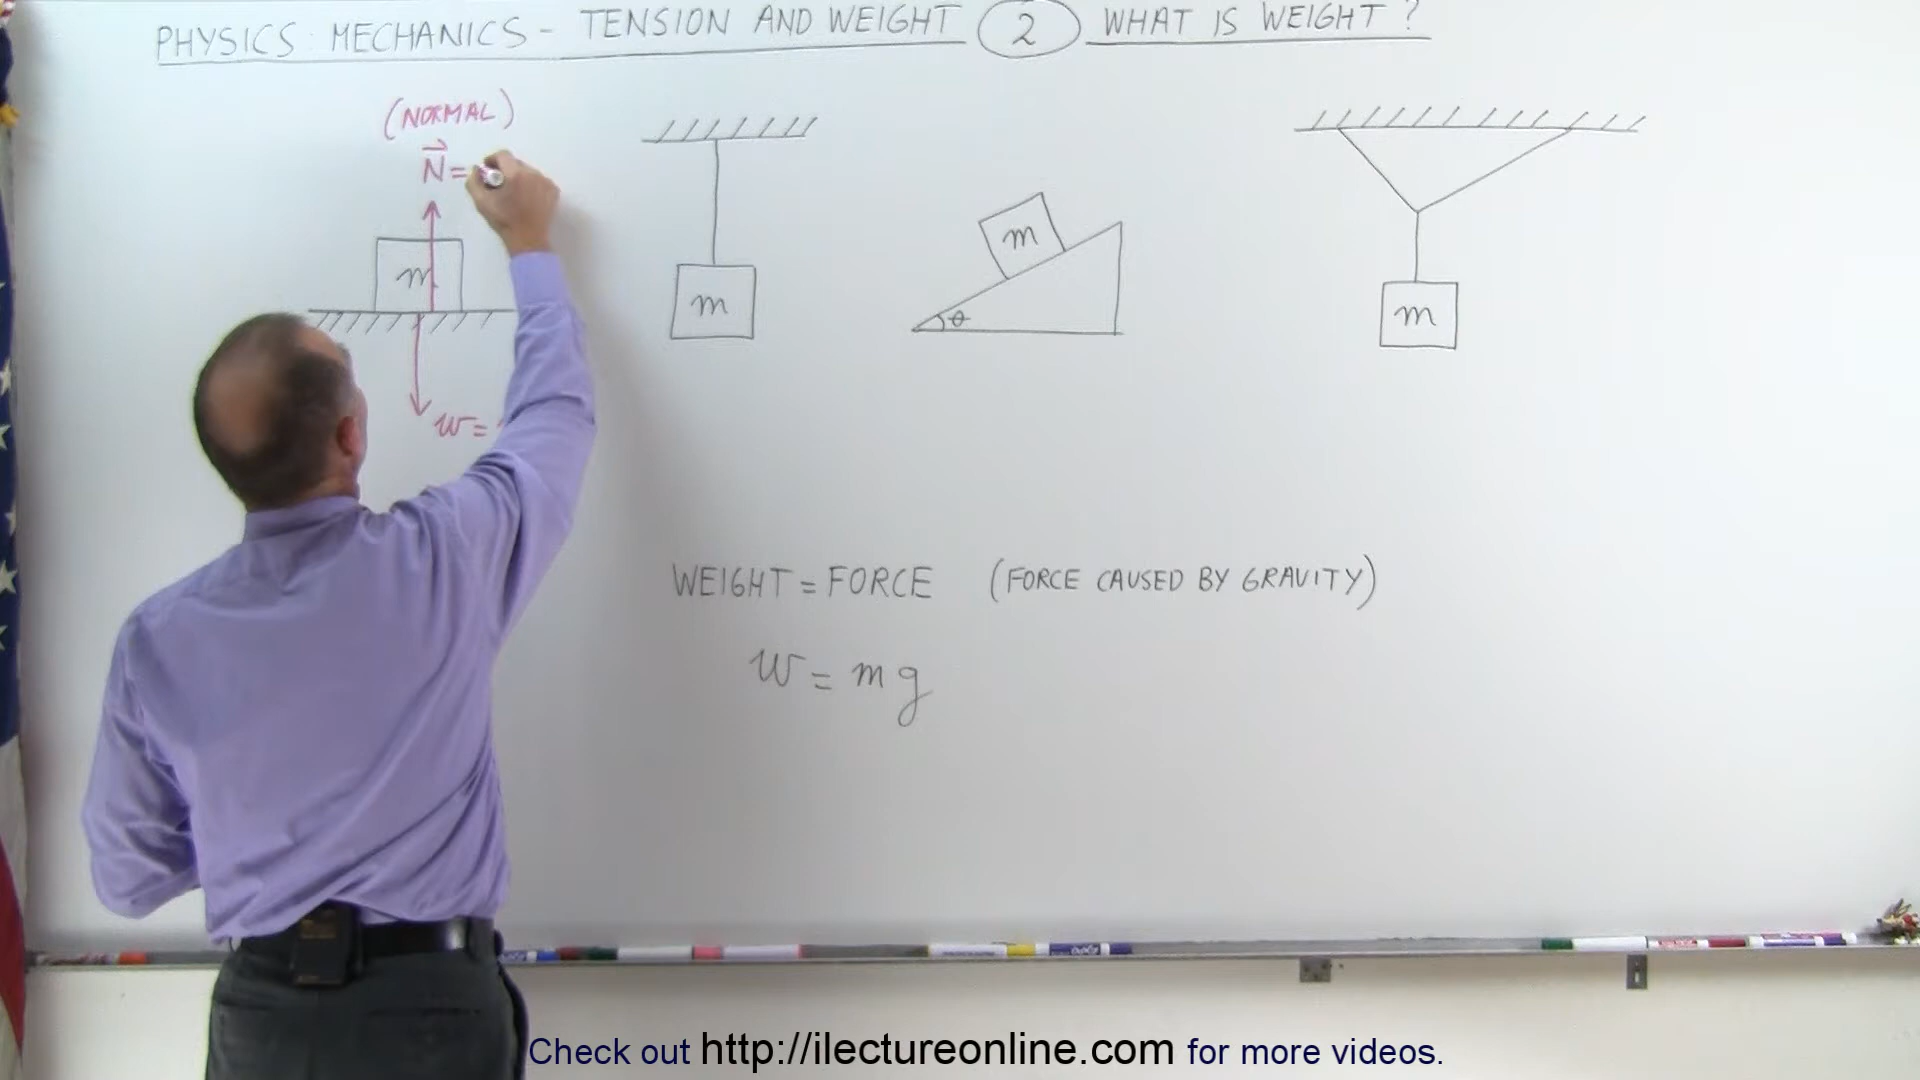 PHYSICS MECHANICS - TENSION AND WEIGHT 2 WHAT IS WEIGHT?
(NORMAL)
N =
m
w =
m
m
θ
m
WEIGHT = FORCE (FORCE CAUSED BY GRAVITY)
w = mg
Check out http://ilectureonline.com for more videos.